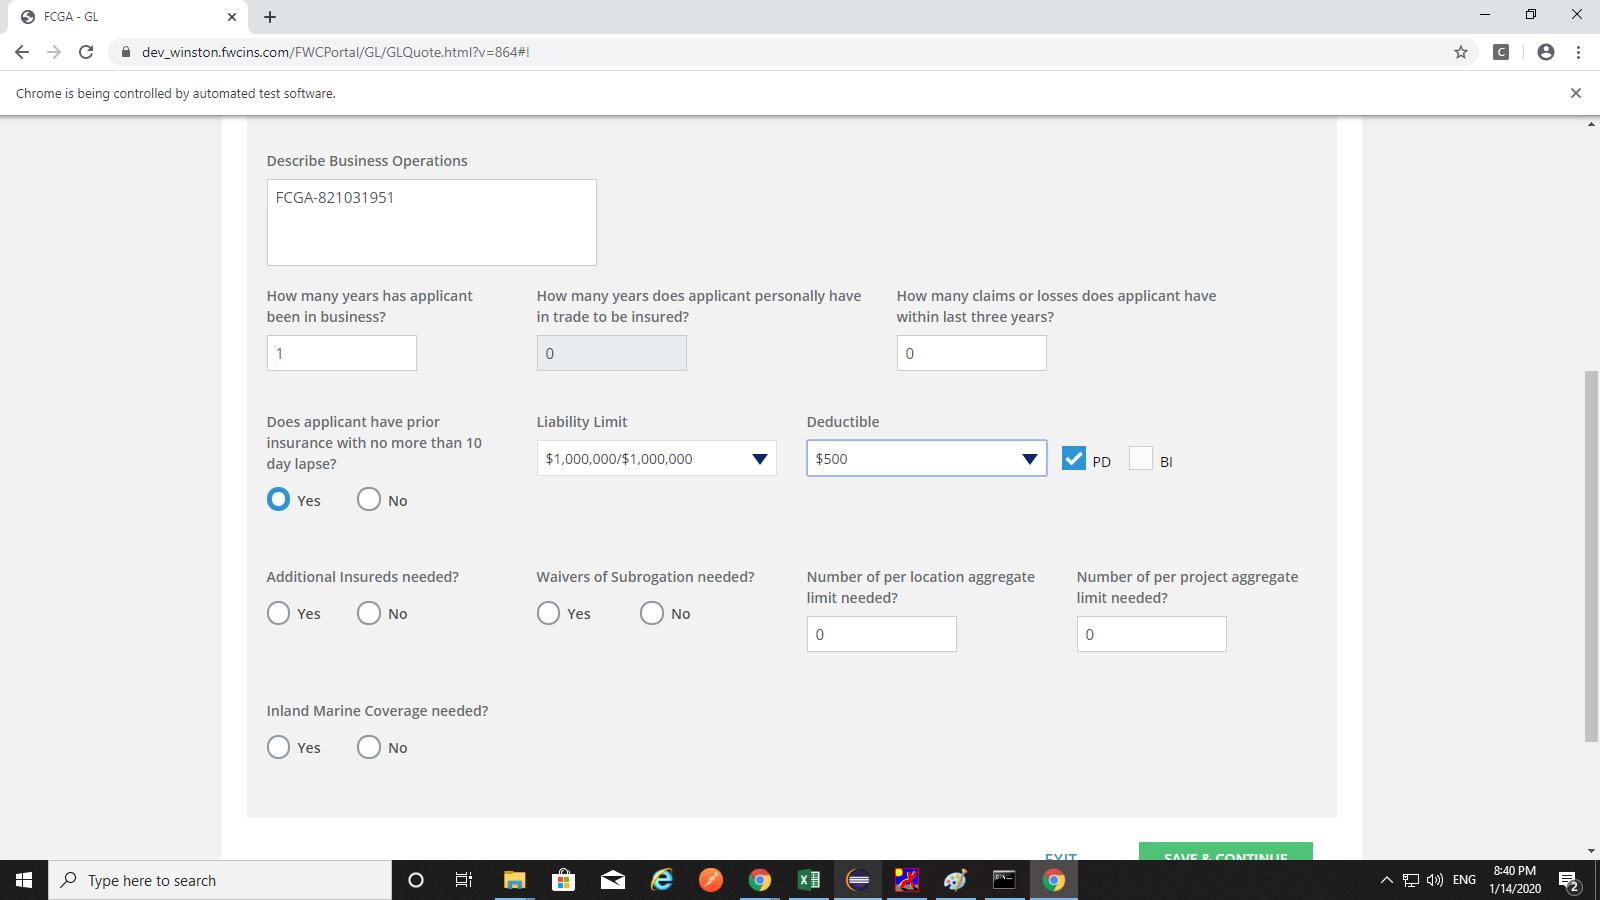 FCGA - GL
dev_winston.fwcins.com/FWCPortal/GL/GLQuote.html?v=864#!
C
Chrome is being controlled by automated test software.
Describe Business Operations
FCGA-821031951
How many years has applicant
been in business?
1
How many years does applicant personally have
in trade to be insured?
0
How many claims or losses does applicant have
within last three years?
0
Does applicant have prior
insurance with no more than 10
day lapse?
Yes No
Liability Limit
$1,000,000/$1,000,000
Deductible
$500
PD BI
Additional Insureds needed?
Yes No
Waivers of Subrogation needed?
Yes No
Number of per location aggregate
limit needed?
0
Number of per project aggregate
limit needed?
0
Inland Marine Coverage needed?
Yes No
EXIT
SAVE & CONTINUE
Type here to search
ENG
8:40 PM
1/14/2020
2